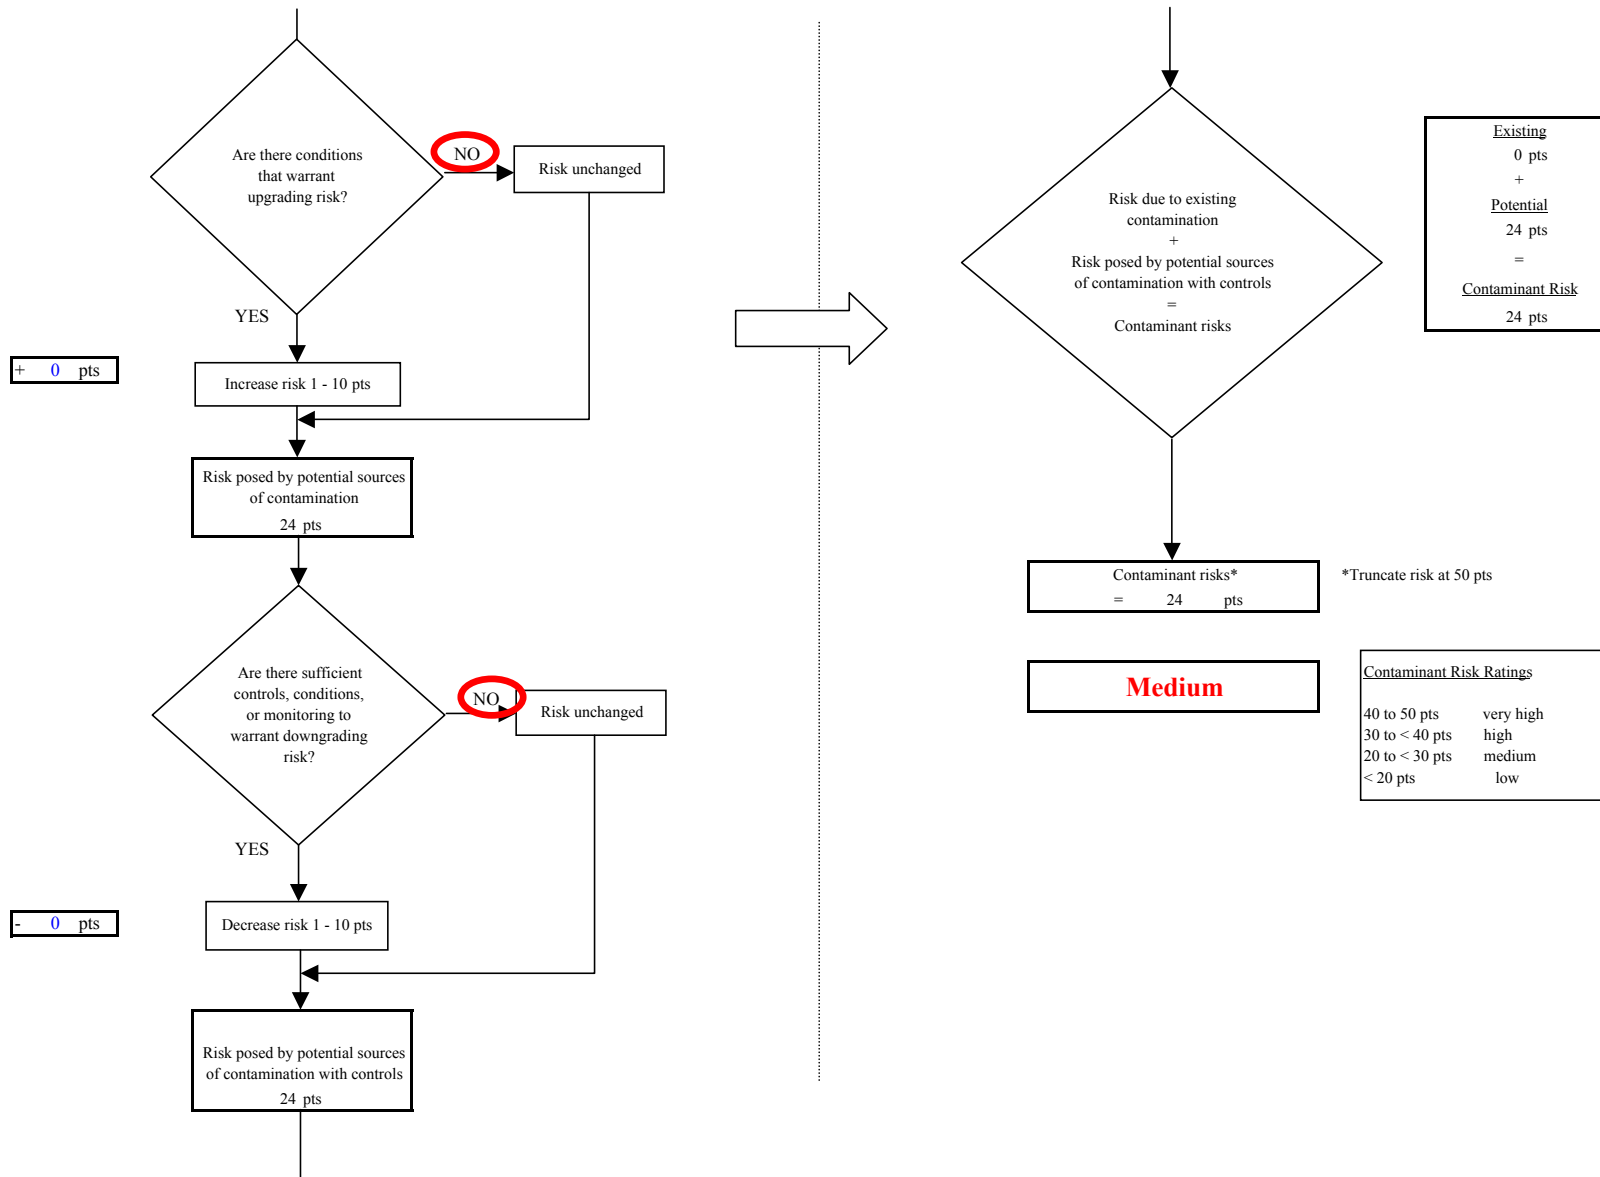 Are there conditions
that warrant
upgrading risk?
NO
Risk unchanged
YES
+ 0 pts
Increase risk 1 - 10 pts
Risk posed by potential sources
of contamination
24 pts
Are there sufficient
controls, conditions,
or monitoring to
warrant downgrading
risk?
NO
Risk unchanged
YES
- 0 pts
Decrease risk 1 - 10 pts
Risk posed by potential sources
of contamination with controls
24 pts
Risk due to existing
contamination
+
Risk posed by potential sources
of contamination with controls
=
Contaminant risks
Existing
0 pts
+
Potential
24 pts
=
Contaminant Risk
24 pts
Contaminant risks*
= 24 pts
*Truncate risk at 50 pts
Medium
Contaminant Risk Ratings
40 to 50 pts very high
30 to < 40 pts high
20 to < 30 pts medium
< 20 pts low